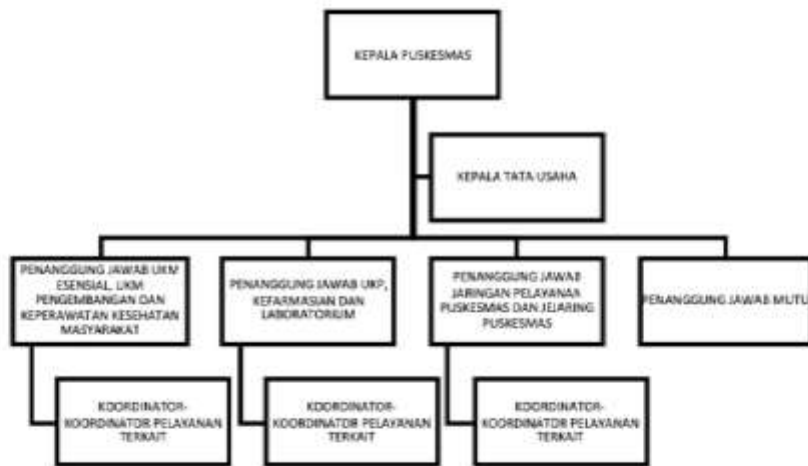 KEPALA PUSKESMAS
KEPALA TATA USAHA
PENANGGUNG JAWAB UKM
ESENSIAL, UKM
PENGEMBANGAN DAN
KEPERAWATAN KESEHATAN
MASYARAKAT
PENANGGUNG JAWAB UKP,
KEFARMASIAN DAN
LABORATORIUM
PENANGGUNG JAWAB
JARINGAN PELAYANAN
PUSKESMAS DAN JEJARING
PUSKESMAS
PENANGGUNG JAWAB MUTU
KOORDINATOR-
KOORDINATOR PELAYANAN
TERKAIT
KOORDINATOR-
KOORDINATOR PELAYANAN
TERKAIT
KOORDINATOR-
KOORDINATOR PELAYANAN
TERKAIT